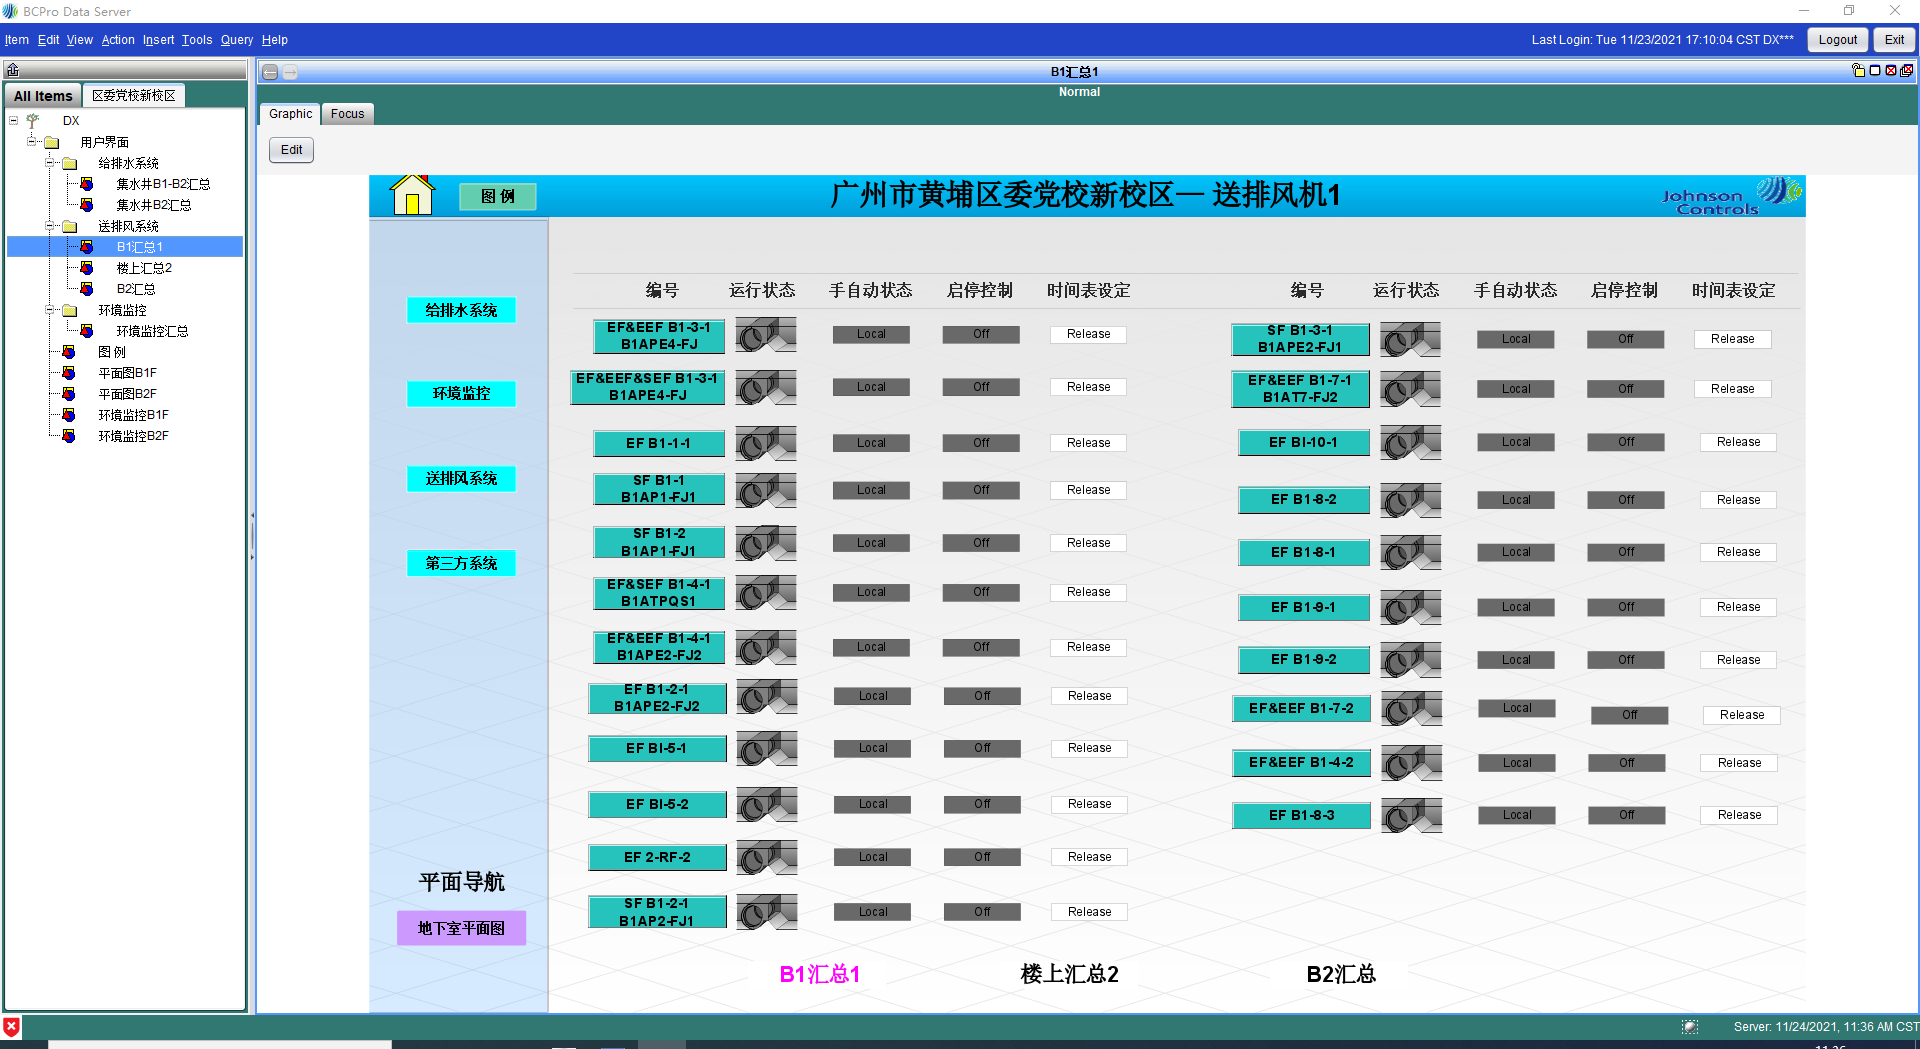 BCPro Data Server
Item Edit View Action Insert Tools Query Help
Last Login: Tue 11/23/2021 17:10:04 CST DX***
Logout
Exit
B1汇总1
Normal
All Items
区委党校新校区
DX
用户界面
给排水系统
集水井B1-B2汇总
集水井B2汇总
送排风系统
B1汇总1
楼上汇总2
B2汇总
环境监控
环境监控汇总
图 例
平面图B1F
平面图B2F
环境监控B1F
环境监控B2F
Graphic
Focus
Edit
图 例
广州市黄埔区委党校新校区— 送排风机1
Johnson
Controls
给排水系统
环境监控
送排风系统
第三方系统
平面导航
地下室平面图
编号 运行状态 手自动状态 启停控制 时间表设定
EF&EEF B1-3-1
B1APE4-FJ
Local Off Release
EF&EEF&SEF B1-3-1
B1APE4-FJ
Local Off Release
EF B1-1-1 Local Off Release
SF B1-1
B1AP1-FJ1
Local Off Release
SF B1-2
B1AP1-FJ1
Local Off Release
EF&SEF B1-4-1
B1ATPQS1
Local Off Release
EF&EEF B1-4-1
B1APE2-FJ2
Local Off Release
EF B1-2-1
B1APE2-FJ2
Local Off Release
EF BI-5-1 Local Off Release
EF BI-5-2 Local Off Release
EF 2-RF-2 Local Off Release
SF B1-2-1
B1AP2-FJ1
Local Off Release
编号 运行状态 手自动状态 启停控制 时间表设定
SF B1-3-1
B1APE2-FJ1
Local Off Release
EF&EEF B1-7-1
B1AT7-FJ2
Local Off Release
EF BI-10-1 Local Off Release
EF B1-8-2 Local Off Release
EF B1-8-1 Local Off Release
EF B1-9-1 Local Off Release
EF B1-9-2 Local Off Release
EF&EEF B1-7-2 Local Off Release
EF&EEF B1-4-2 Local Off Release
EF B1-8-3 Local Off Release
B1汇总1
楼上汇总2
B2汇总
Server: 11/24/2021, 11:36 AM CST